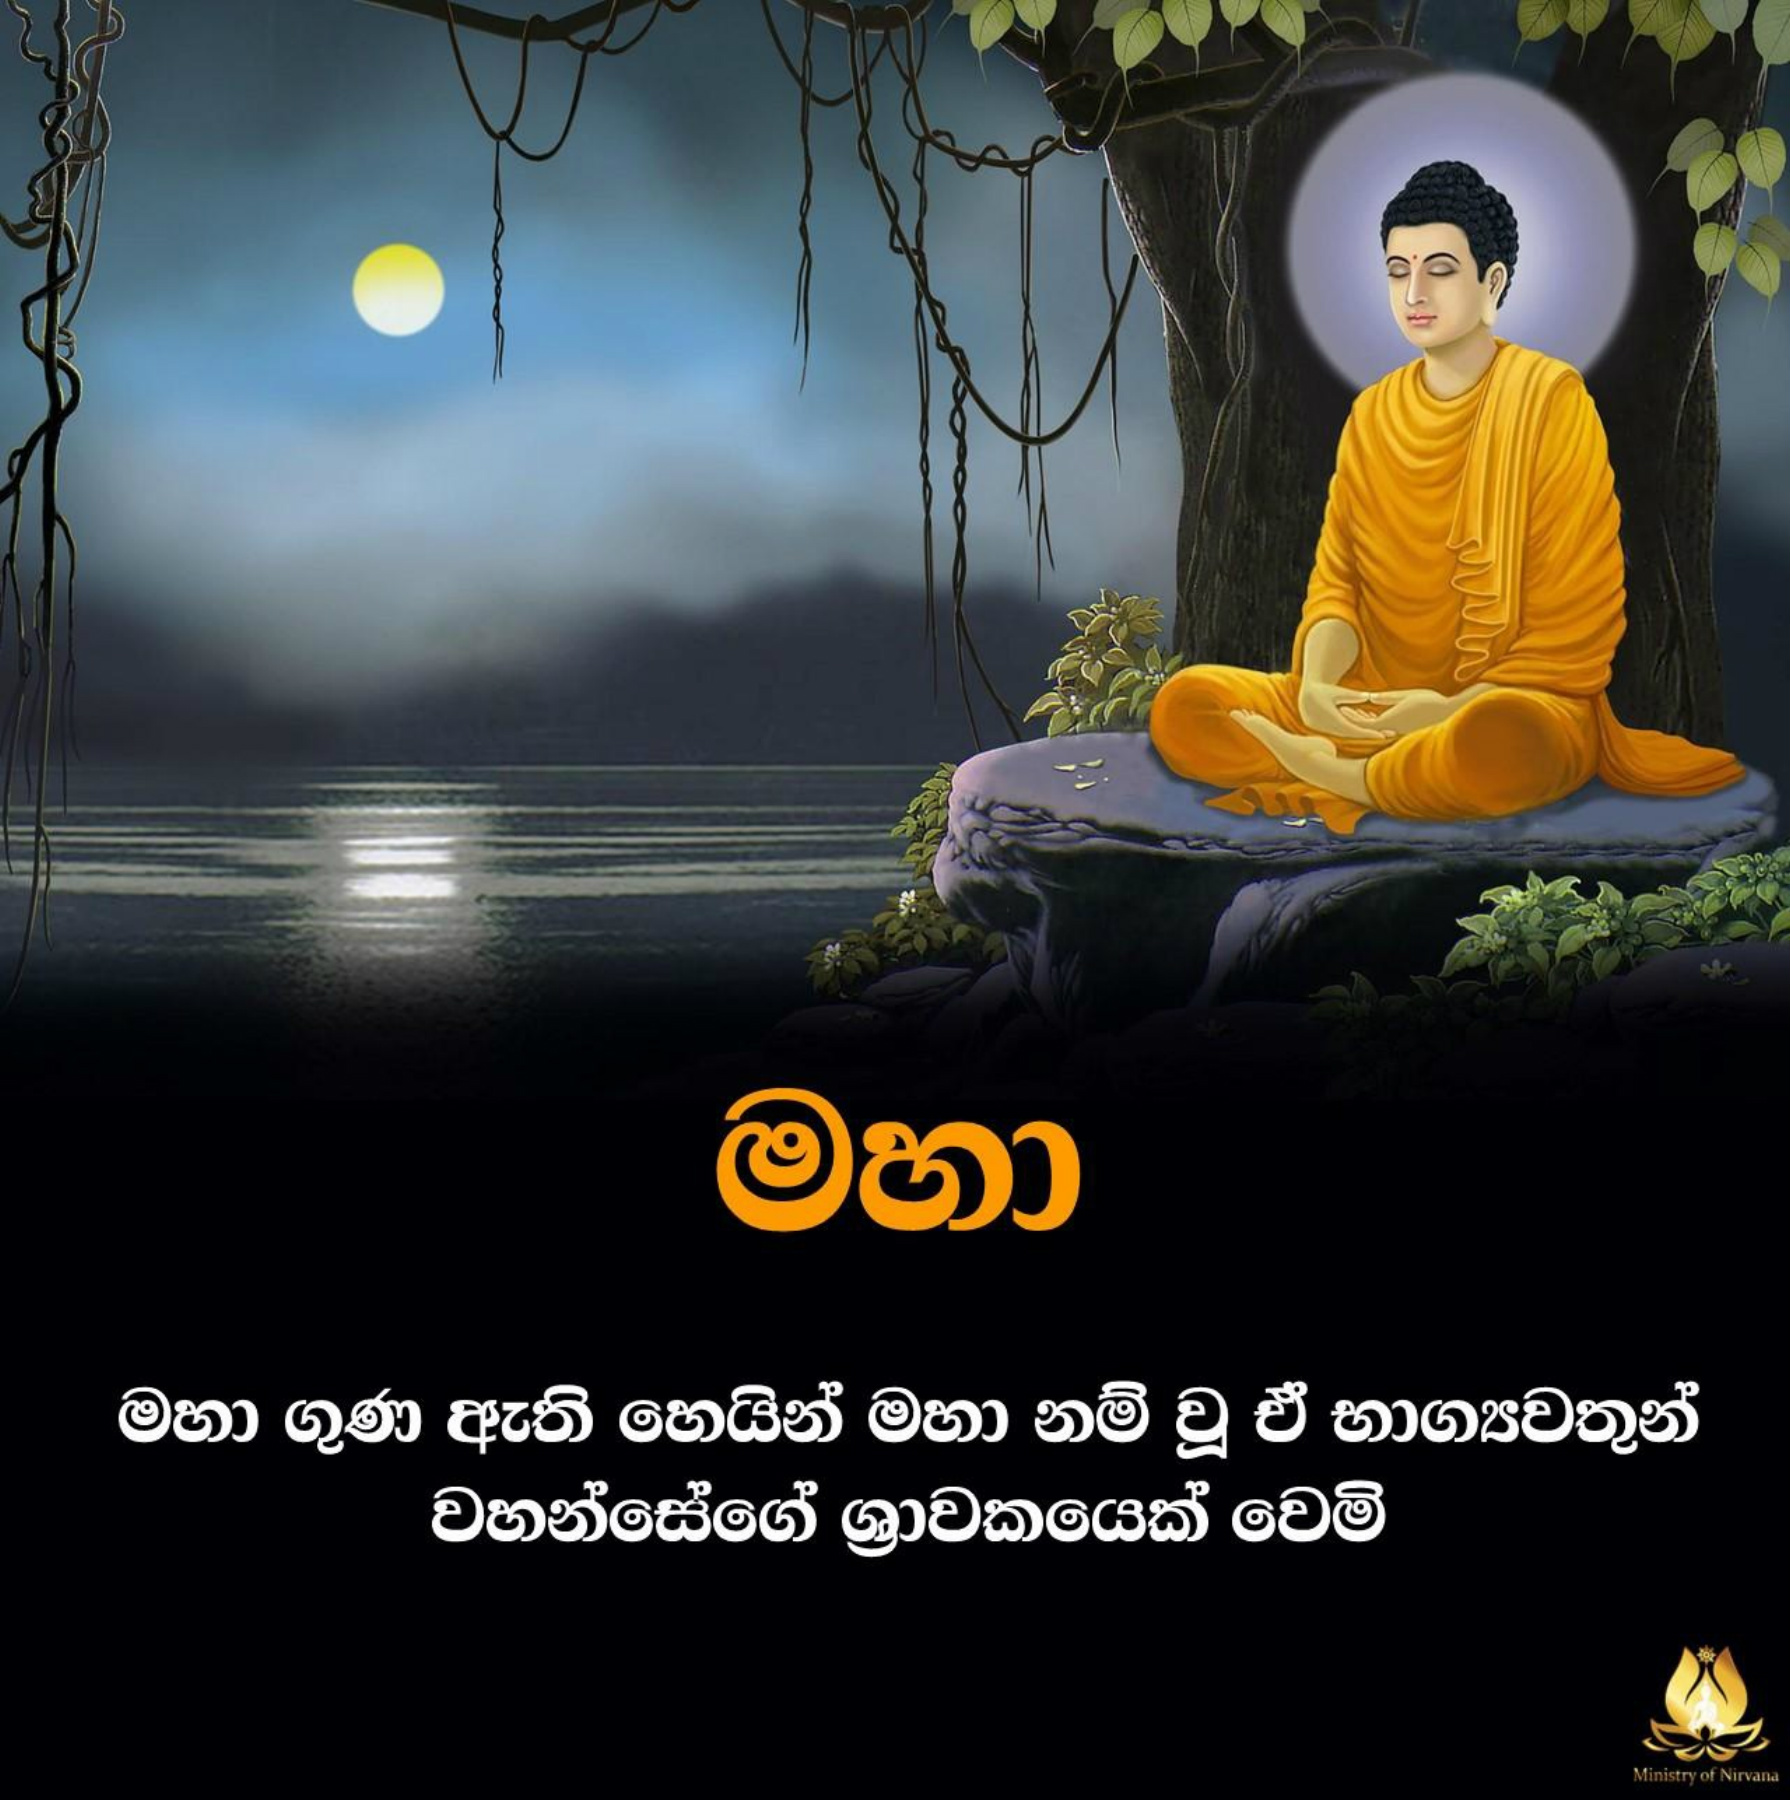 මහා
මහා ගුණ ඇති හෙයින් මහා නම් වූ ඒ භාග්‍යවතුන්
වහන්සේගේ ශ්‍රාවකයෙක් වෙමි
Ministry of Nirvana